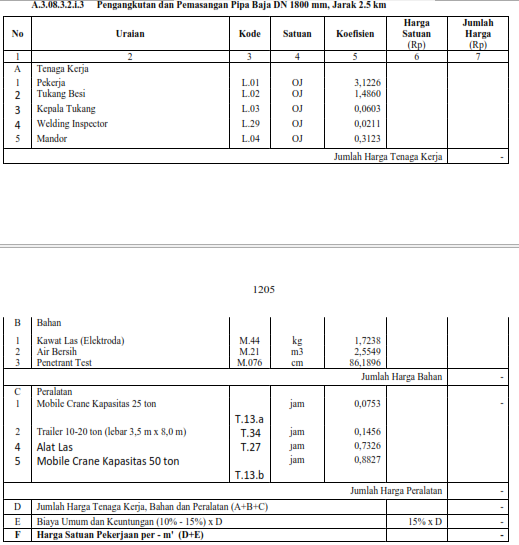 A.3.08.3.2.i.3 Pengangkutan dan Pemasangan Pipa Baja DN 1800 mm, Jarak 2.5 km
No Uraian Kode Satuan Koefisien Harga Satuan (Rp) Jumlah Harga (Rp)
1 2 3 4 5 6 7
A Tenaga Kerja
1 Pekerja L.01 OJ 3,1226
2 Tukang Besi L.02 OJ 1,4860
3 Kepala Tukang L.03 OJ 0,0603
4 Welding Inspector L.29 OJ 0,0211
5 Mandor L.04 OJ 0,3123
Jumlah Harga Tenaga Kerja -
1205
B Bahan
1 Kawat Las (Elektroda) M.44 kg 1,7238
2 Air Bersih M.21 m3 2,5549
3 Penetrant Test M.076 cm 86,1896
Jumlah Harga Bahan -
C Peralatan
1 Mobile Crane Kapasitas 25 ton T.13.a jam 0,0753 -
2 Trailer 10-20 ton (lebar 3,5 m x 8,0 m) T.34 jam 0,1456
4 Alat Las T.27 jam 0,7326
5 Mobile Crane Kapasitas 50 ton T.13.b jam 0,8827
Jumlah Harga Peralatan -
D Jumlah Harga Tenaga Kerja, Bahan dan Peralatan (A+B+C) -
E Biaya Umum dan Keuntungan (10% - 15%) x D 15% x D -
F Harga Satuan Pekerjaan per - m' (D+E) -